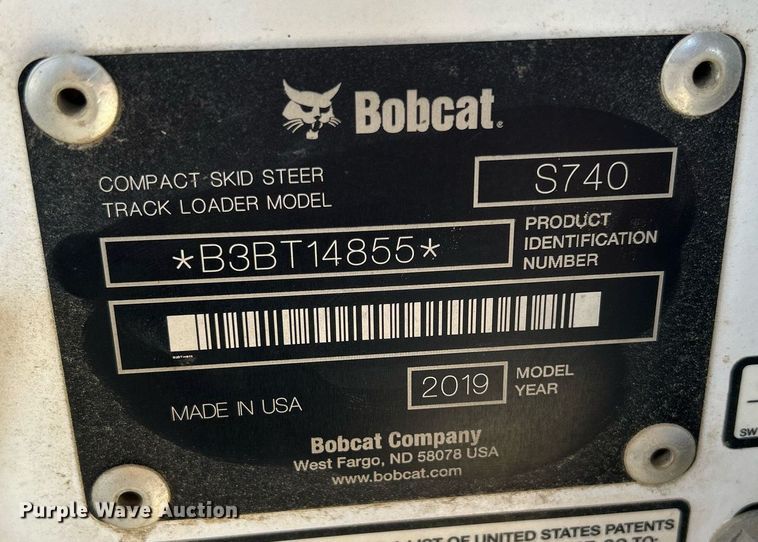 Bobcat®
COMPACT SKID STEER
TRACK LOADER MODEL
S740
*B3BT14855*
PRODUCT
IDENTIFICATION
NUMBER
2019
MODEL
YEAR
MADE IN USA
Bobcat Company
West Fargo, ND 58078 USA
www.bobcat.com
SW
Purple Wave Auction
LIST OF UNITED STATES PATENTS